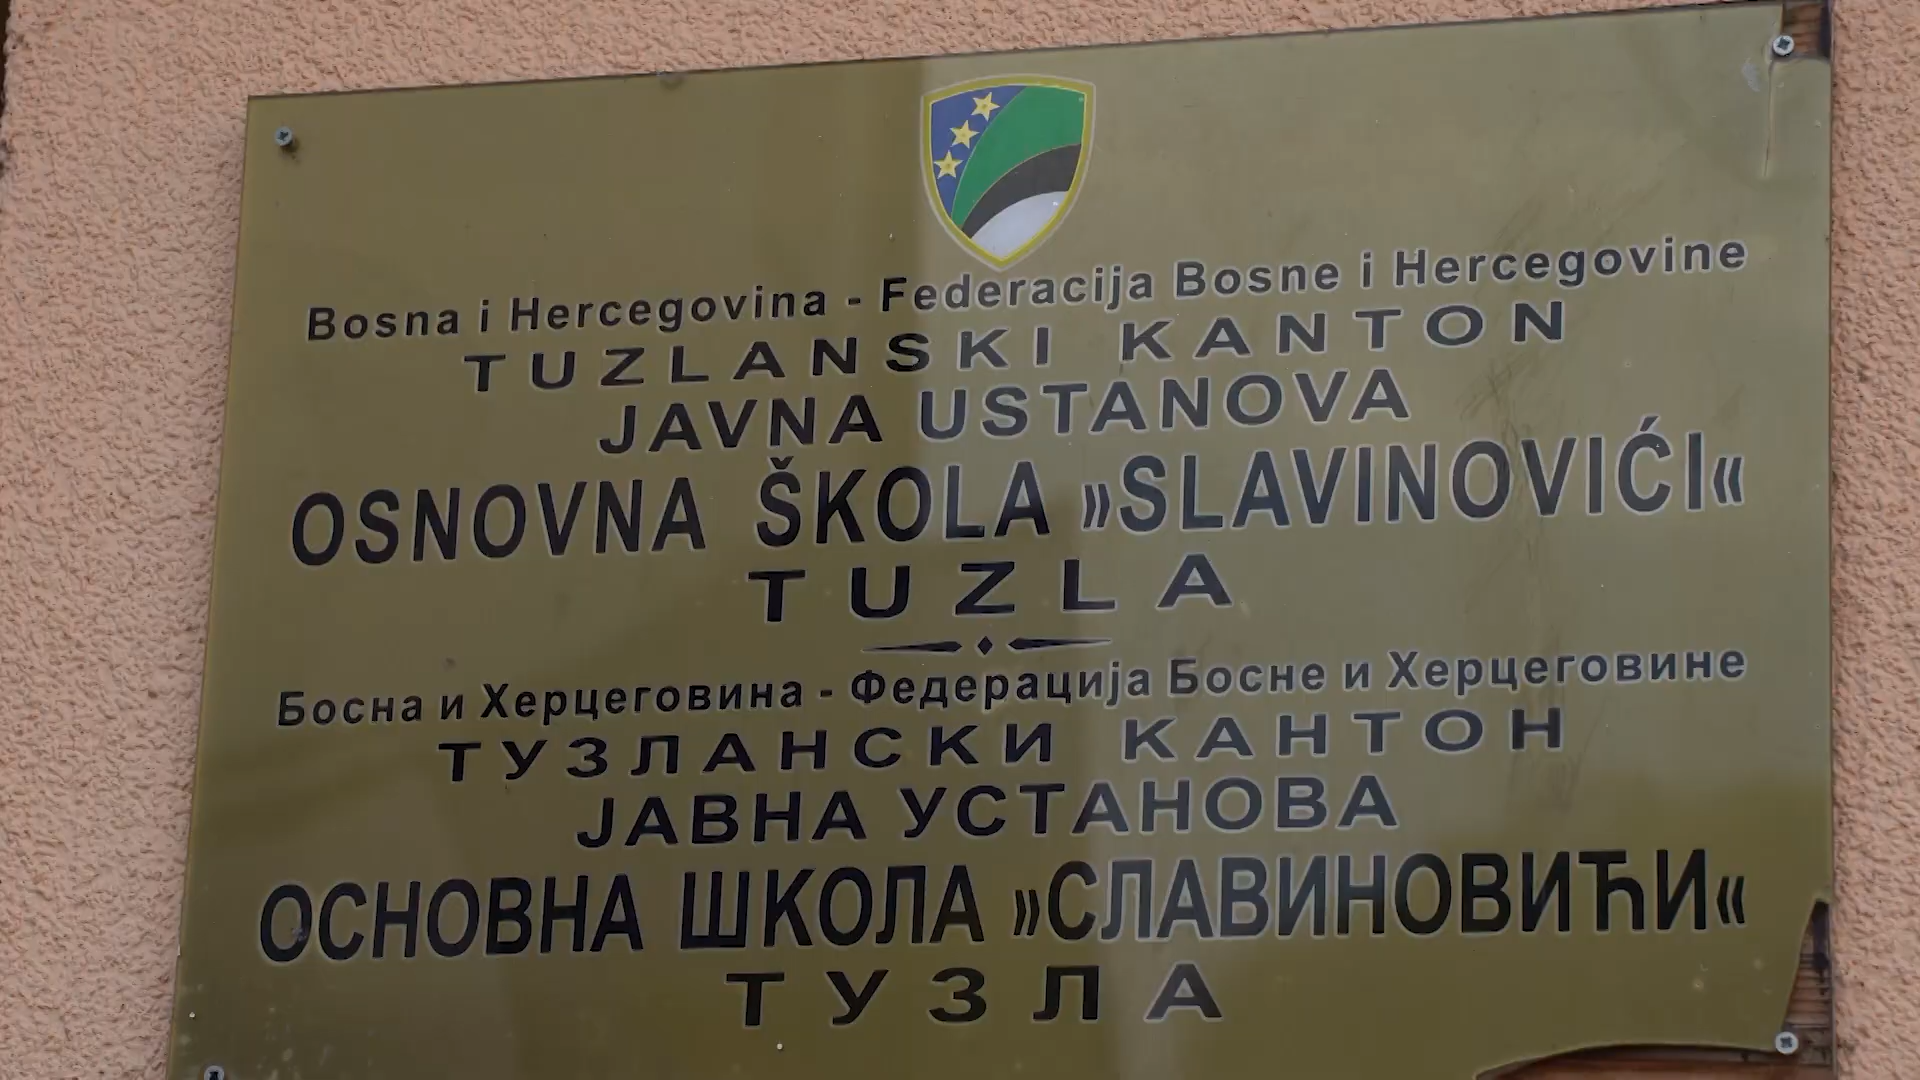 Bosna i Hercegovina - Federacija Bosne i Hercegovine
TUZLANSKI KANTON
JAVNA USTANOVA
OSNOVNA ŠKOLA »SLAVINOVIĆI«
TUZLA
Босна и Херцеговина - Федерација Босне и Херцеговине
ТУЗЛАНСКИ КАНТОН
ЈАВНА УСТАНОВА
ОСНОВНА ШКОЛА »СЛАВИНОВИЋИ«
ТУЗЛА